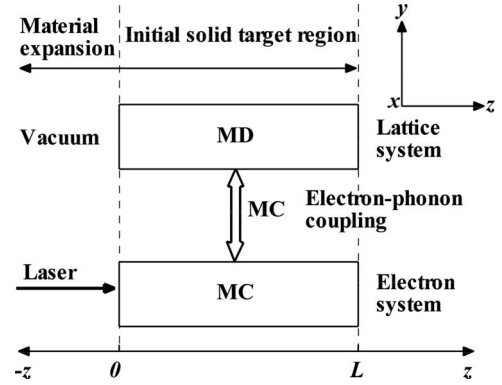 Material
expansion
Initial solid target region
y
x
z
Vacuum
MD
Lattice
system
MC
Electron-phonon
coupling
Laser
MC
Electron
system
-z
0
L
z